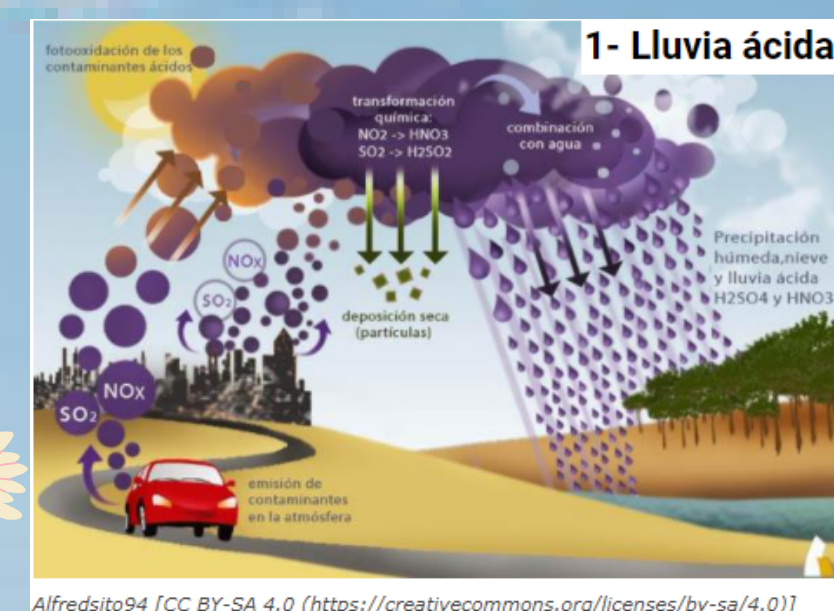 1- Lluvia ácida
fotooxidación de los
contaminantes ácidos
transformación
química:
NO2 -> HNO3
SO2 -> H2SO2
combinación
con agua
Precipitación
húmeda,nieve
y lluvia ácida
H2SO4 y HNO3
NOx
SO2
deposición seca
(partículas)
NOx
SO2
emisión de
contaminantes
en la atmósfera
Alfredsito94 [CC BY-SA 4.0 (https://creativecommons.org/licenses/by-sa/4.0)]